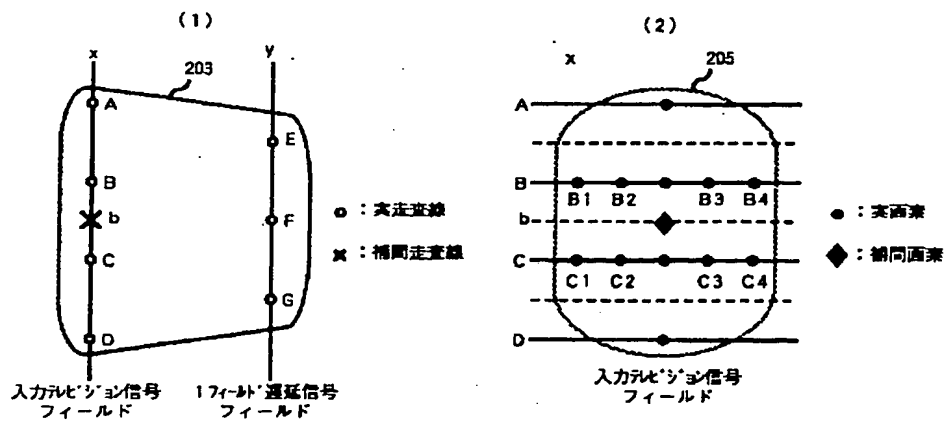 (1)
x
y
203
A
E
B
b
F
C
G
D
○:実走査線
×:補間走査線
入力テレビジョン信号
フィールド
1フィールド遅延信号
フィールド
(2)
x
205
A
B
B1 B2 B3 B4
b
C
C1 C2 C3 C4
D
●:実画素
◆:補間画素
入力テレビジョン信号
フィールド